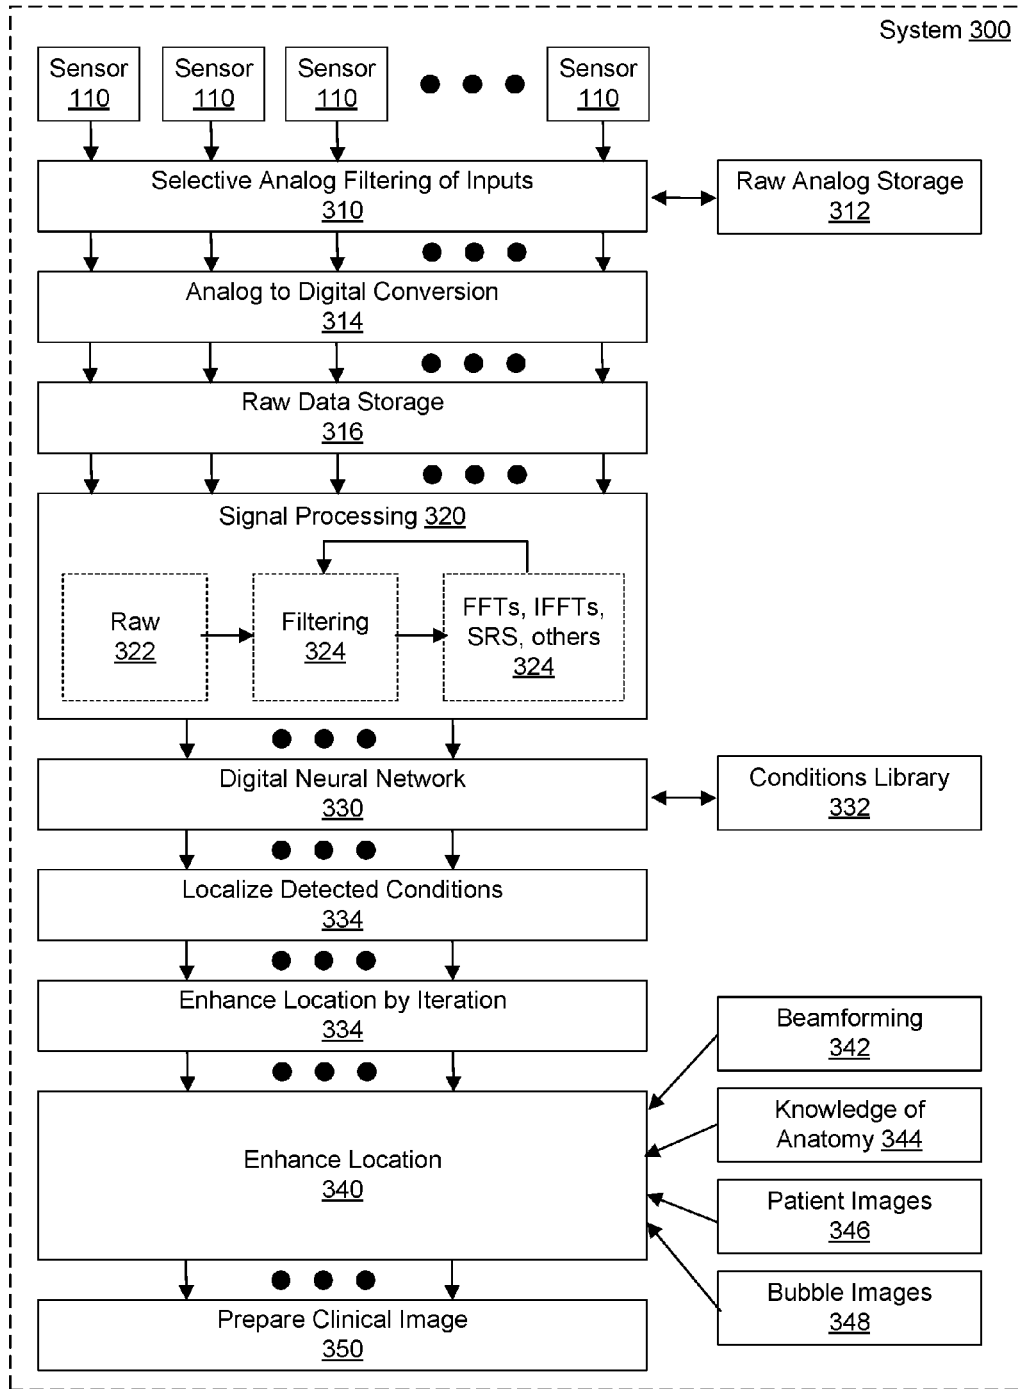 System 300
Sensor
110
Sensor
110
Sensor
110
Sensor
110
Selective Analog Filtering of Inputs
310
Raw Analog Storage
312
Analog to Digital Conversion
314
Raw Data Storage
316
Signal Processing 320
Raw
322
Filtering
324
FFTs, IFFTs,
SRS, others
324
Digital Neural Network
330
Conditions Library
332
Localize Detected Conditions
334
Enhance Location by Iteration
334
Enhance Location
340
Beamforming
342
Knowledge of
Anatomy 344
Patient Images
346
Bubble Images
348
Prepare Clinical Image
350